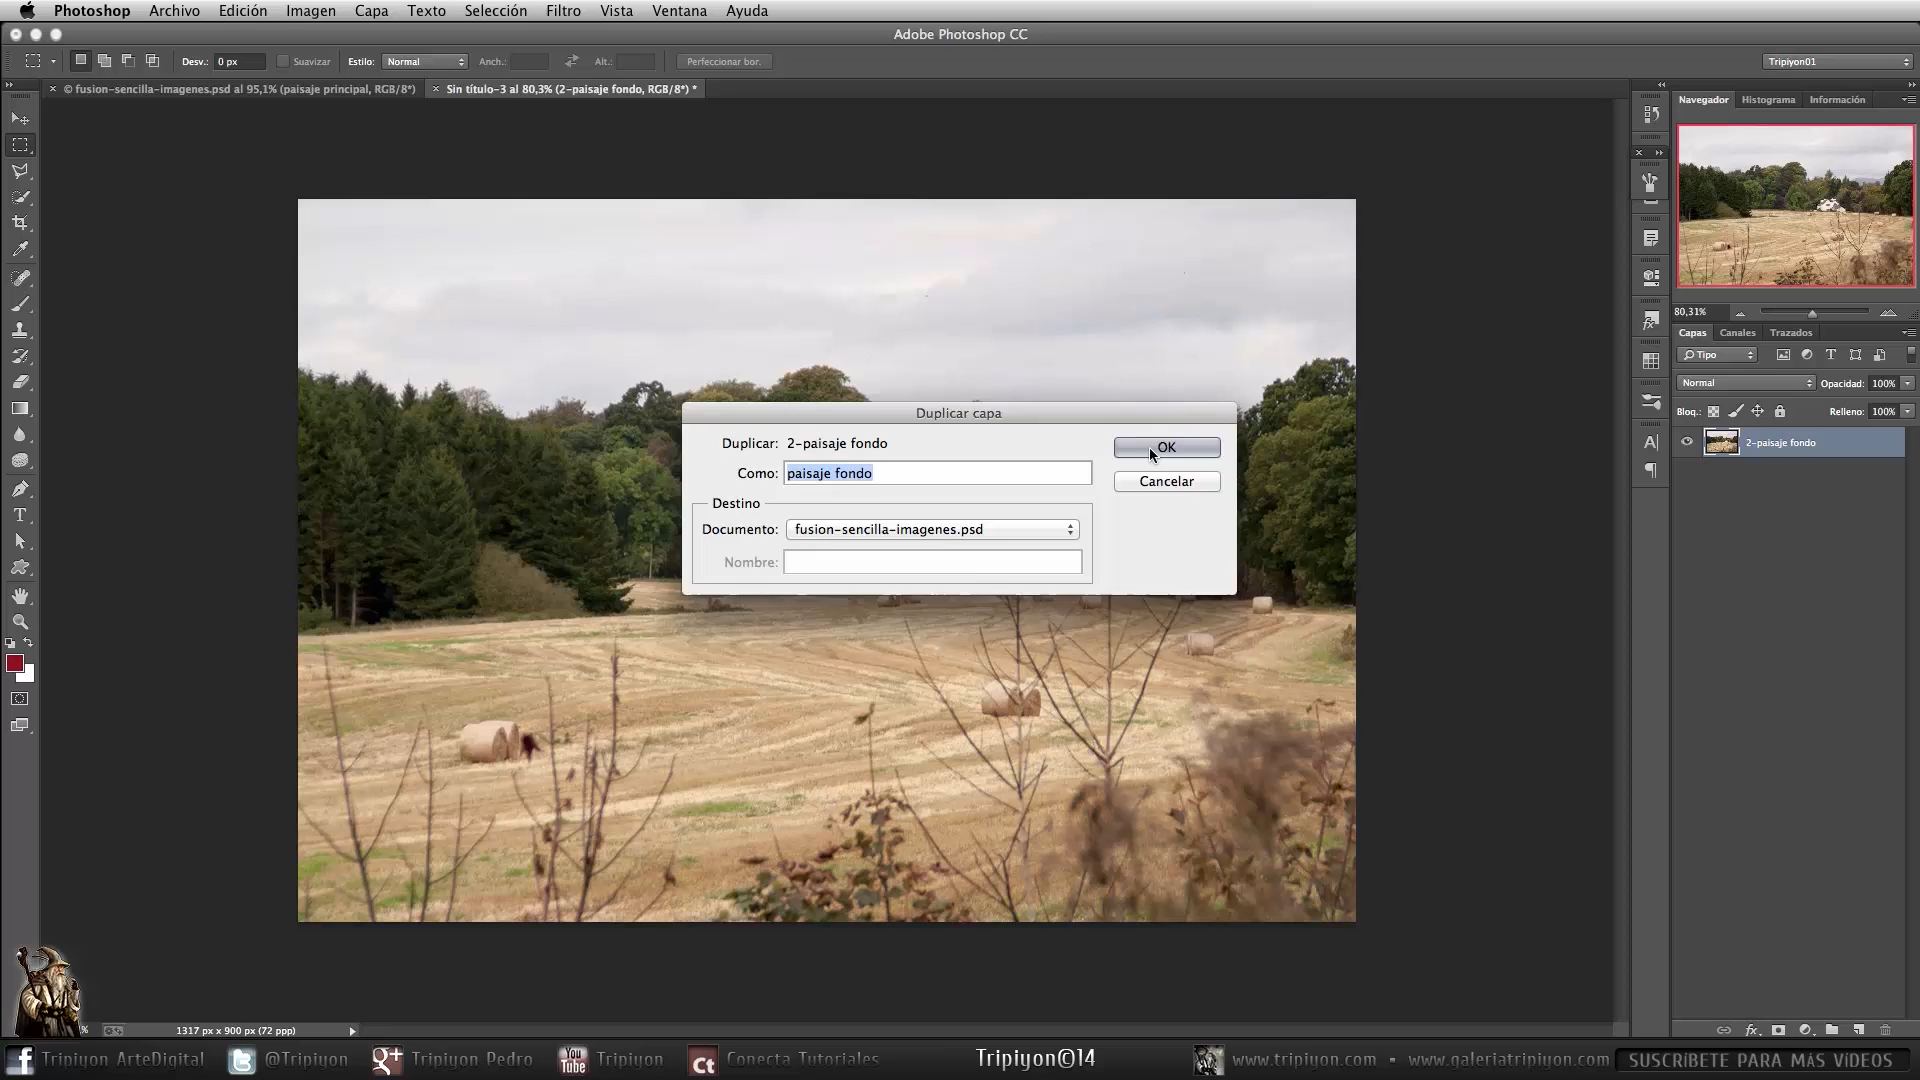 Photoshop Archivo Edición Imagen Capa Texto Selección Filtro Vista Ventana Ayuda
Adobe Photoshop CC
Desv.: 0 px Suavizar Estilo: Normal Anch.: Alt.: Perfeccionar bor. Tripiyon01
× © fusion-sencilla-imagenes.psd al 95,1% (paisaje principal, RGB/8*) × Sin título-3 al 80,3% (2-paisaje fondo, RGB/8*) *
Navegador Histograma Información
80,31%
Capas Canales Trazados
Tipo
Normal Opacidad: 100%
Bloq.: Relleno: 100%
2-paisaje fondo
Duplicar capa
Duplicar: 2-paisaje fondo
OK
Como: paisaje fondo
Cancelar
Destino
Documento: fusion-sencilla-imagenes.psd
Nombre:
1317 px x 900 px (72 ppp)
Tripiyon ArteDigital @Tripiyon Tripiyon Pedro You Tube Tripiyon Ct Conecta Tutoriales Tripiyon©14 www.tripiyon.com - www.galeriatripiyon.com SUSCRíBETE PARA MáS VíDEOS